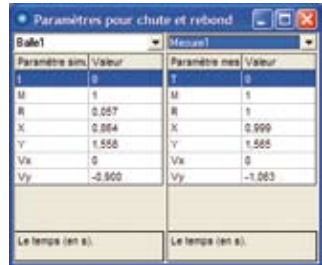 Paramètres pour chute et rebond
Balle1 Mesure1
Paramètre simu Valeur Paramètre mes Valeur
t 0 T 0
M 1 M 1
R 0,057 R 1
X 0,864 X 0,999
Y 1,558 Y 1,565
Vx 0 Vx 0
Vy -0,900 Vy -1,063
Le temps (en s). Le temps (en s).